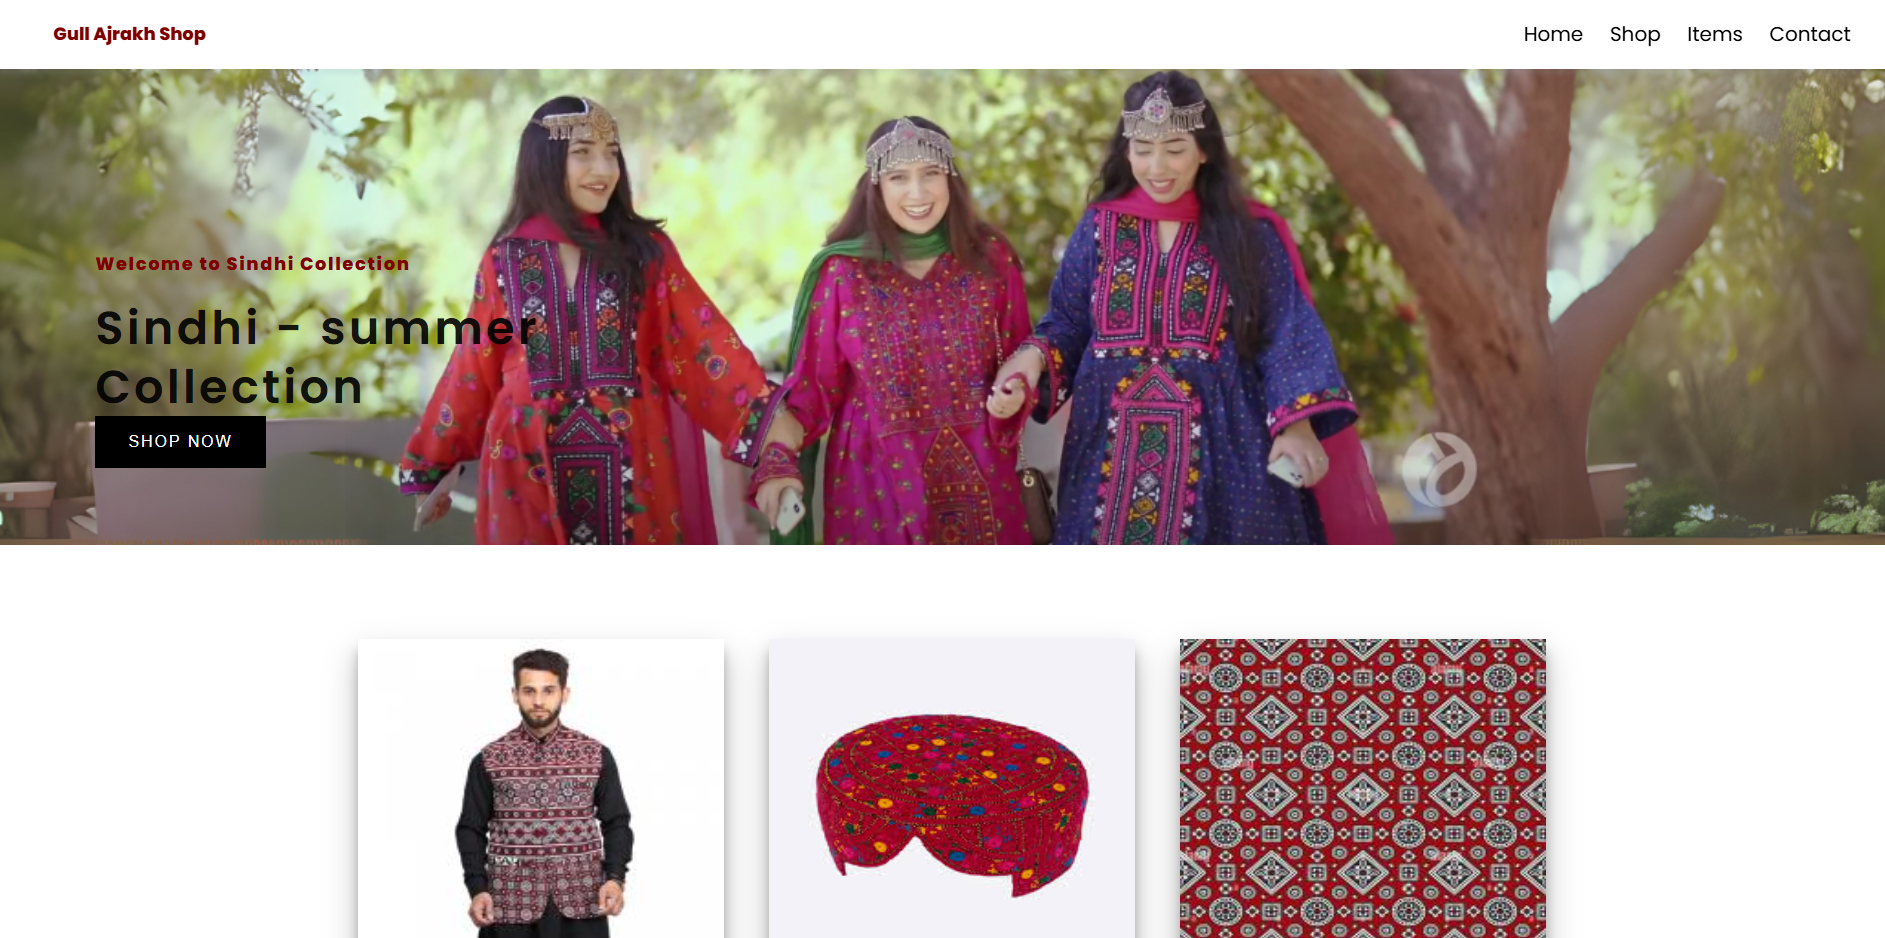 Gull Ajrakh Shop
Home Shop Items Contact
Welcome to Sindhi Collection
Sindhi - summer
Collection
SHOP NOW